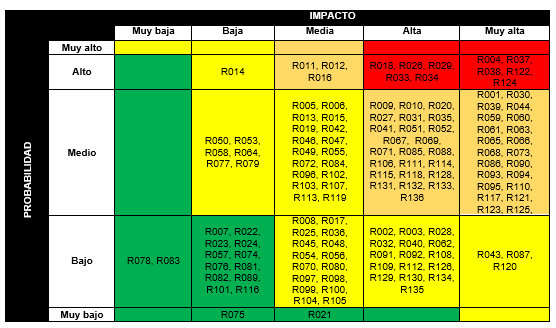 IMPACTO
Muy baja Baja Media Alta Muy alta
PROBABILIDAD
Muy alto
Alto
R014
R011, R012,
R016
R018, R026, R029,
R033, R034
R004, R037,
R038, R122,
R124
Medio
R050, R053,
R058, R064,
R077, R079
R005, R006,
R013, R015,
R019, R042,
R046, R047,
R049, R055,
R072, R084,
R096, R102,
R103, R107,
R113, R119
R009, R010, R020,
R027, R031, R035,
R041, R051, R052,
R067, R069,
R071, R085, R088,
R106, R111, R114,
R115, R118, R128,
R131, R132, R133,
R136
R001, R030,
R039, R044,
R059, R060,
R061, R063,
R065, R066,
R068, R073,
R086, R090,
R093, R094,
R095, R110,
R117, R121,
R123, R125,
Bajo
R078, R083
R007, R022,
R023, R024,
R057, R074,
R076, R081,
R082, R089,
R101, R116
R008, R017,
R025, R036,
R045, R048,
R054, R056,
R070, R080,
R097, R098,
R099, R100,
R104, R105
R002, R003, R028,
R032, R040, R062,
R091, R092, R108,
R109, R112, R126,
R129, R130, R134,
R135
R043, R087,
R120
Muy bajo
R075
R021